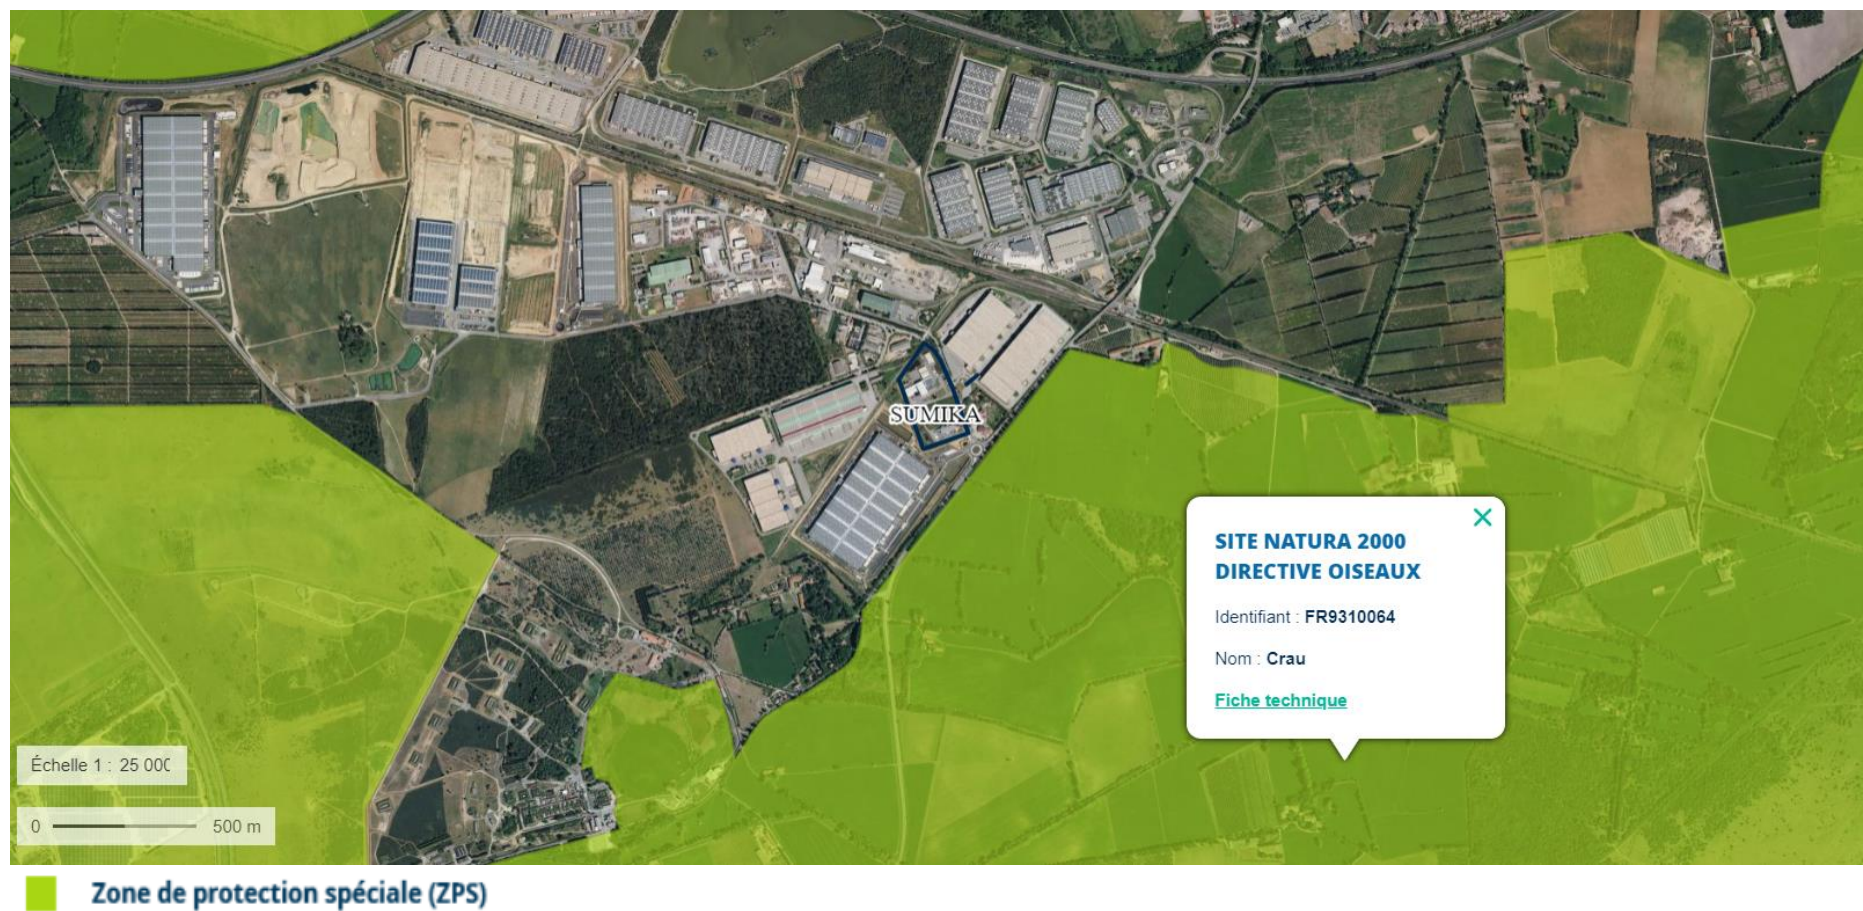 SUMIKA
SITE NATURA 2000
DIRECTIVE OISEAUX
Identifiant : FR9310064
Nom : Crau
Fiche technique
Échelle 1 : 25 000
0 500 m
Zone de protection spéciale (ZPS)